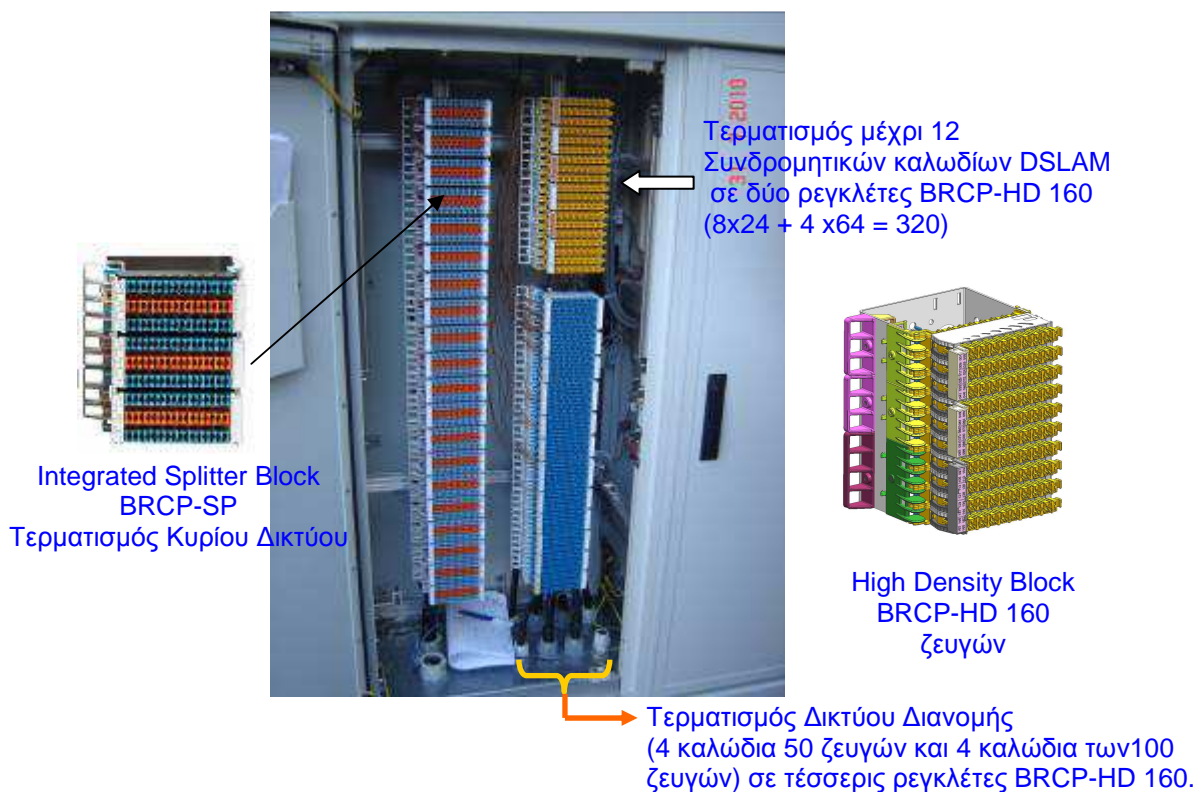 Τερματισμός μέχρι 12
Συνδρομητικών καλωδίων DSLAM
σε δύο ρεγκλέτες BRCP-HD 160
(8x24 + 4 x64 = 320)
2010
Integrated Splitter Block
BRCP-SP
Τερματισμός Κυρίου Δικτύου
High Density Block
BRCP-HD 160
ζευγών
Τερματισμός Δικτύου Διανομής
(4 καλώδια 50 ζευγών και 4 καλώδια των100
ζευγών) σε τέσσερις ρεγκλέτες BRCP-HD 160.